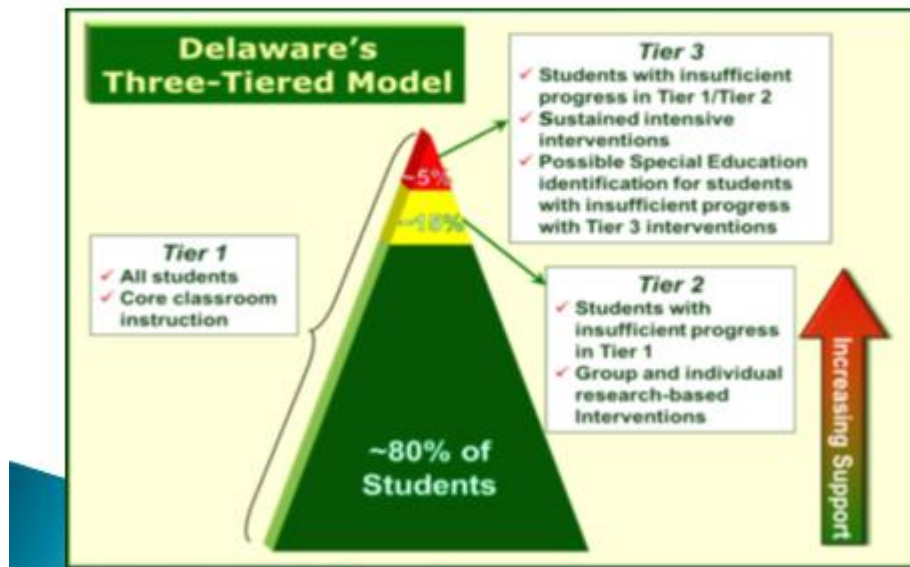 Delaware's
Three-Tiered Model
Tier 3
✓ Students with insufficient
progress in Tier 1/Tier 2
✓ Sustained intensive
interventions
✓ Possible Special Education
identification for students
with insufficient progress
with Tier 3 interventions
~5%
~15%
Tier 1
✓ All students
✓ Core classroom
instruction
Tier 2
✓ Students with
insufficient progress
in Tier 1
✓ Group and individual
research-based
Interventions
~80% of
Students
Increasing Support